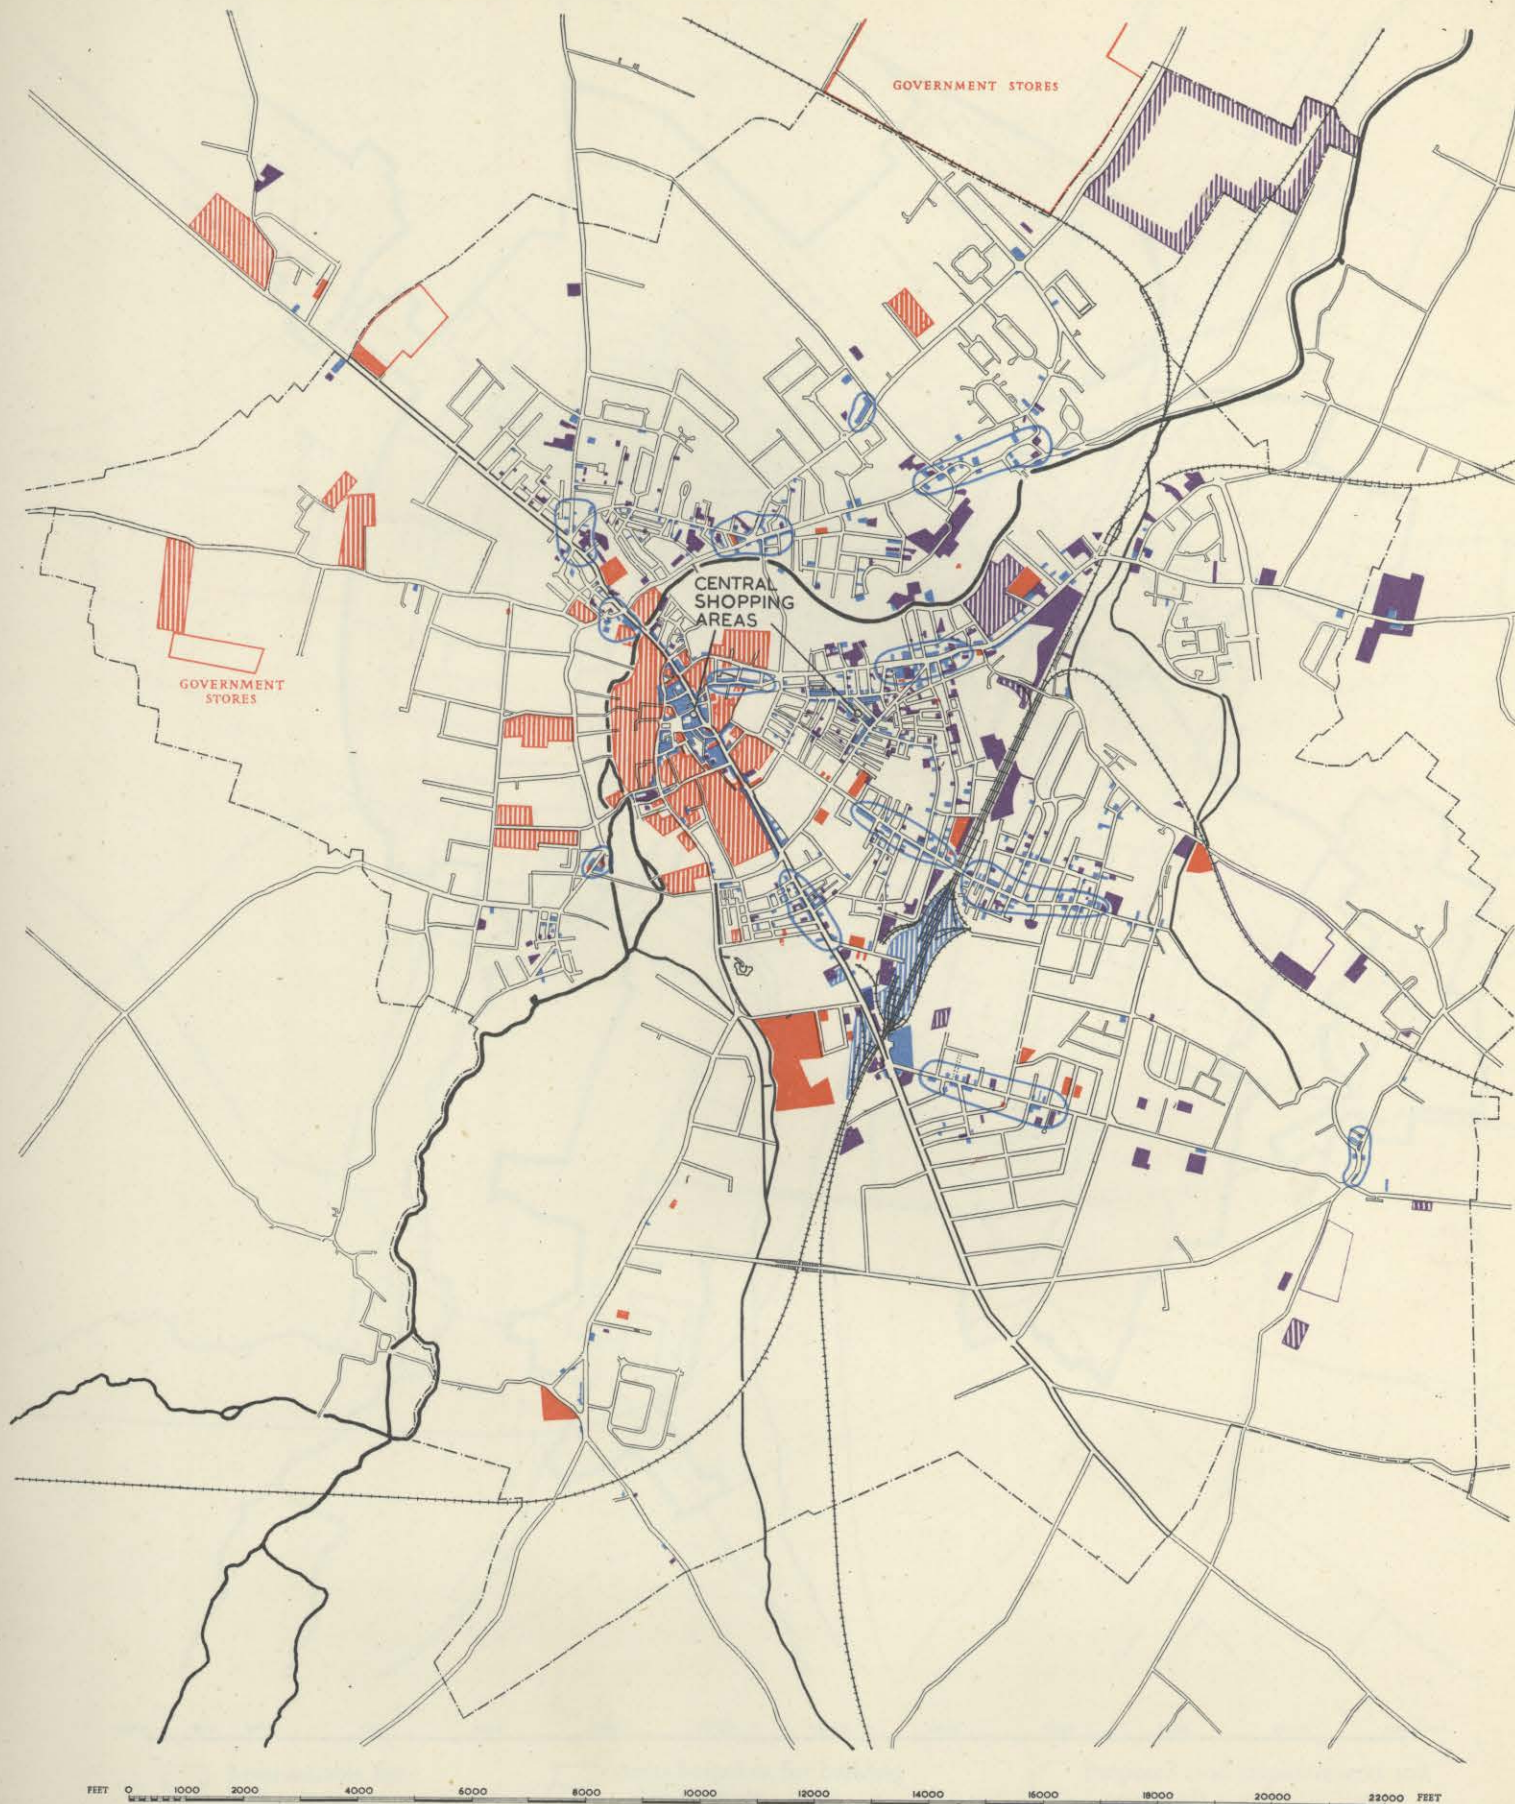 GOVERNMENT STORES
CENTRAL
SHOPPING
AREAS
GOVERNMENT
STORES
FEET 0 1000 2000 4000 6000 8000 10000 12000 14000 16000 18000 20000 22000 FEET